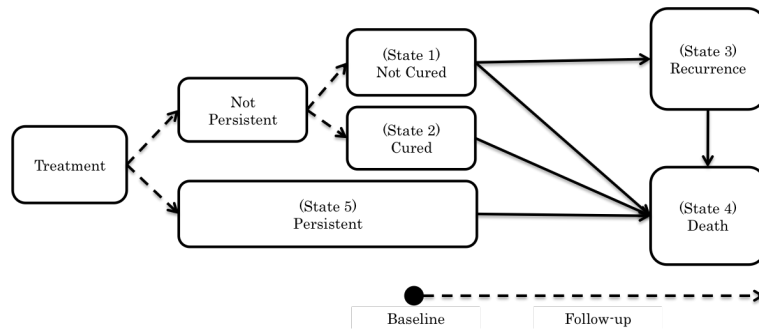 (State 1)
Not Cured
(State 3)
Recurrence
Not
Persistent
(State 2)
Cured
Treatment
(State 5)
Persistent
(State 4)
Death
Baseline
Follow-up